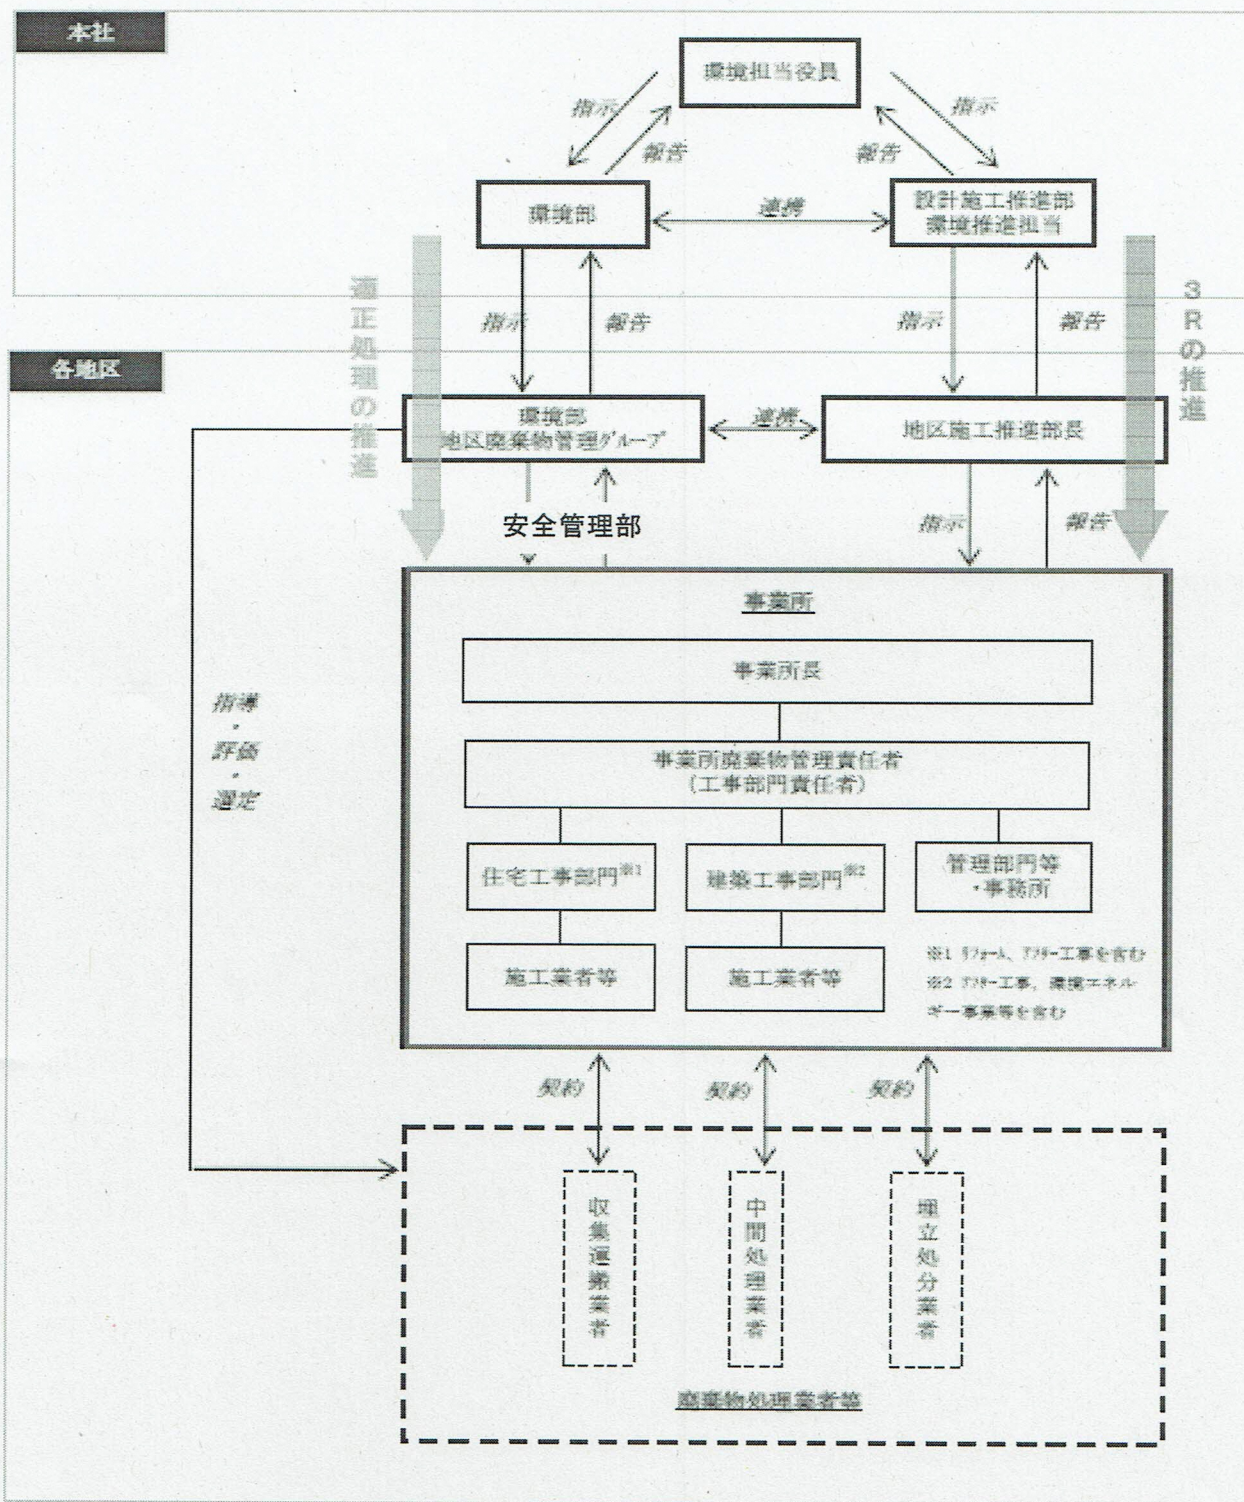 本社
環境担当役員
指示
報告
報告
指示
環境部
連携
設計施工推進部
環境推進担当
適正処理の推進
指示
報告
指示
報告
3Rの推進
各地区
環境部
地区廃棄物管理ｸﾞﾙｰﾌﾟ
連携
地区施工推進部長
安全管理部
指示
報告
事業所
事業所長
事業所廃棄物管理責任者
(工事部門責任者)
住宅工事部門※1
建築工事部門※2
管理部門等
・事務所
施工業者等
施工業者等
※1 ﾘﾌｫｰﾑ、ｱﾌﾀｰ工事を含む
※2 ｱﾌﾀｰ工事、環境エネル
ギー事業等を含む
指導
・
評価
・
選定
契約
契約
契約
収集運搬業者
中間処理業者
埋立処分業者
廃棄物処理業者等